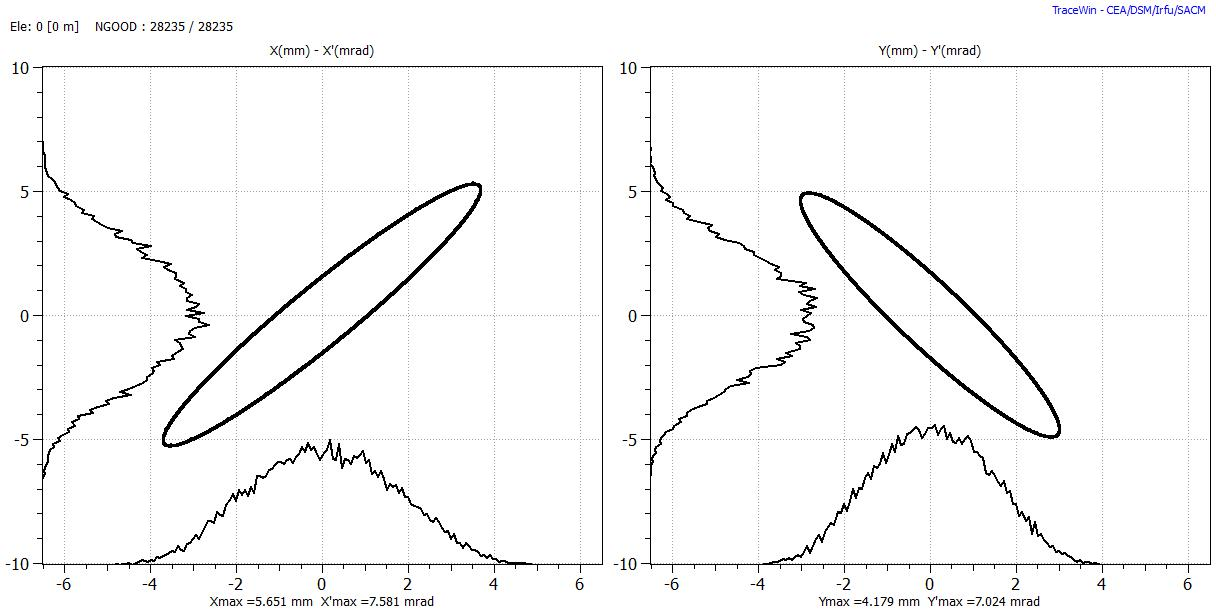 TraceWin - CEA/DSM/Irfu/SACM
Ele: 0 [0 m] NGOOD : 28235 / 28235
X(mm) - X'(mrad)
Y(mm) - Y'(mrad)
10
5
0
-5
-10
-6 -4 -2 0 2 4 6
Xmax =5.651 mm X'max =7.581 mrad
10
5
0
-5
-10
-6 -4 -2 0 2 4 6
Ymax =4.179 mm Y'max =7.024 mrad